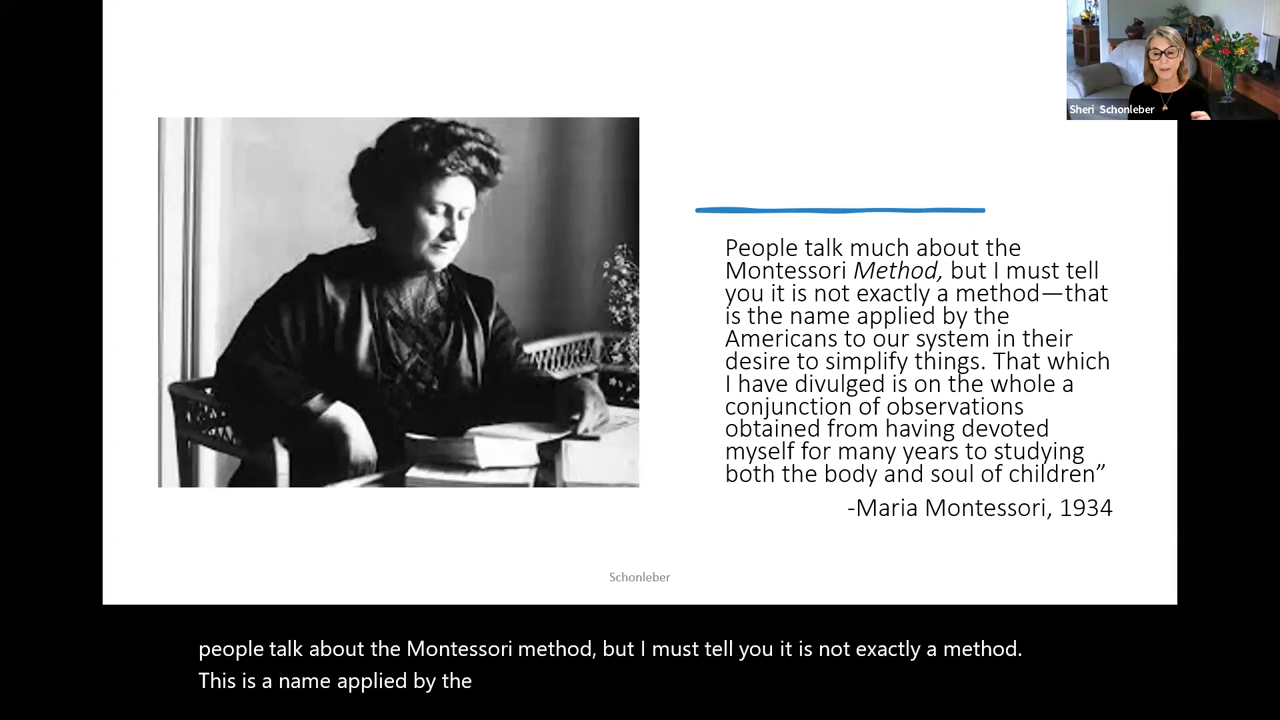 Sheri Schonleber
People talk much about the
Montessori Method, but I must tell
you it is not exactly a method—that
is the name applied by the
Americans to our system in their
desire to simplify things. That which
I have divulged is on the whole a
conjunction of observations
obtained from having devoted
myself for many years to studying
both the body and soul of children”
-Maria Montessori, 1934
Schonleber
people talk about the Montessori method, but I must tell you it is not exactly a method.
This is a name applied by the